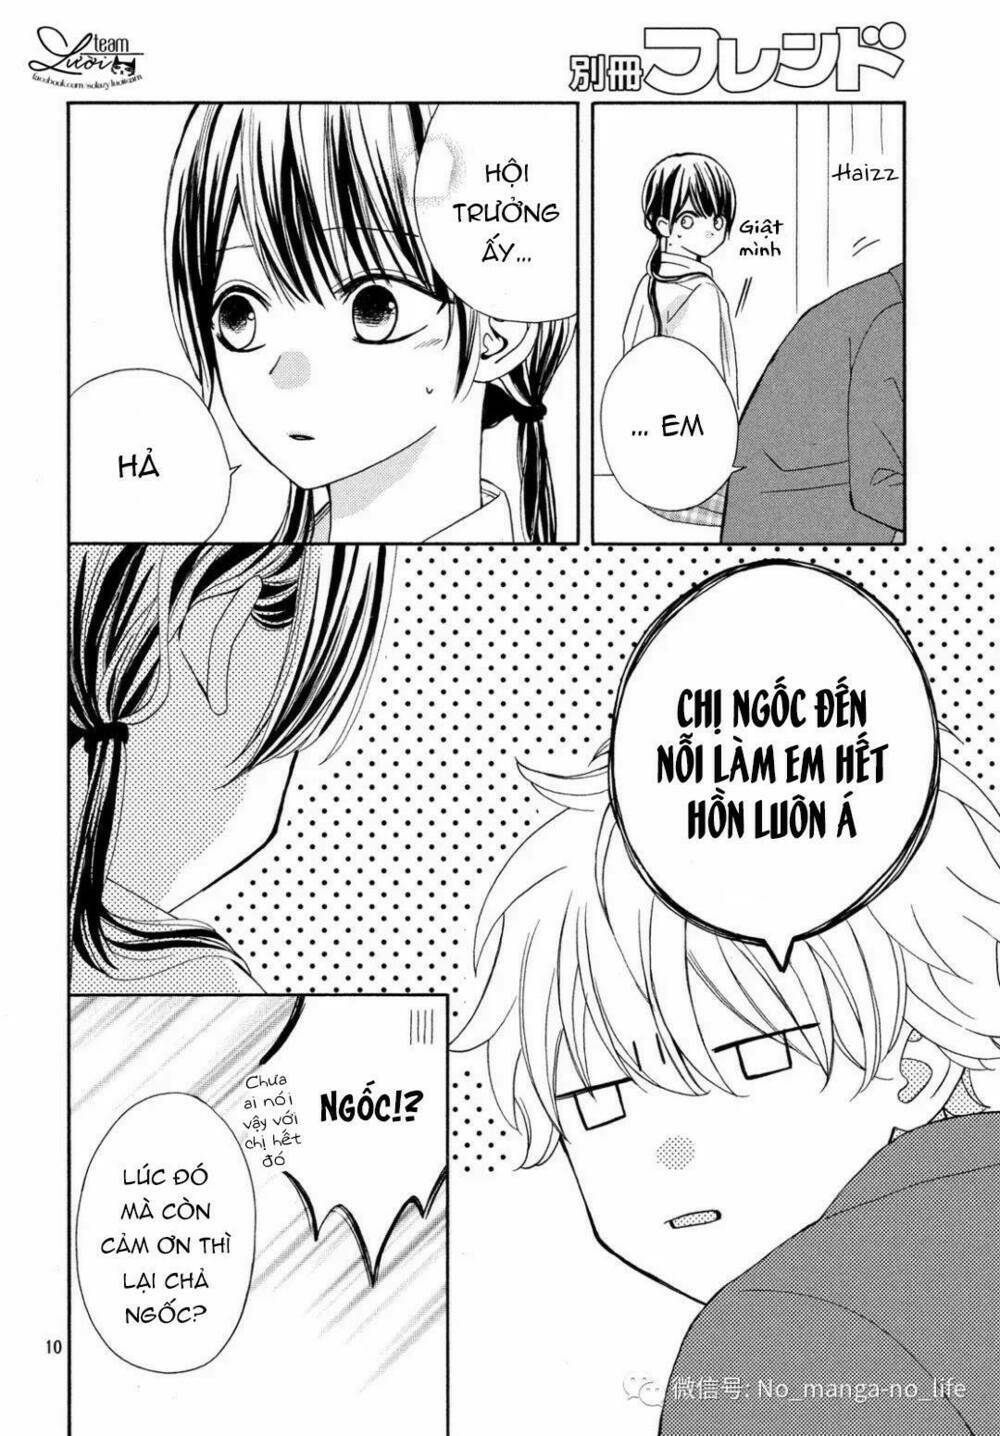 team
Lười
facebook.com/solazyluoiteam
別冊フレンド
Haizz
Giật
mình
... EM
HỘI
TRƯỞNG
ẤY...
HẢ
CHỊ NGỐC ĐẾN
NỖI LÀM EM HẾT
HỒN LUÔN Á
NGỐC!?
Chưa
ai nói
vậy với
chị hết
đó
LÚC ĐÓ
MÀ CÒN
CẢM ƠN THÌ
LẠI CHẢ
NGỐC?
10
微信号: No_manga-no_life